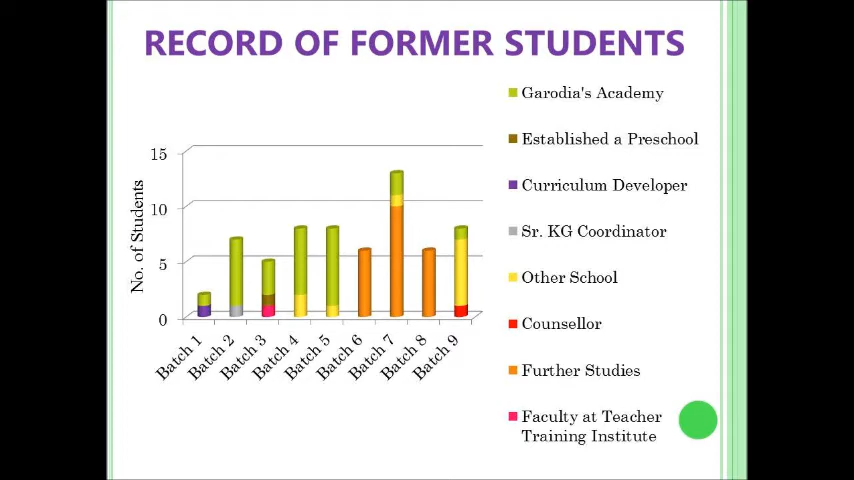 RECORD OF FORMER STUDENTS
Garodia's Academy
Established a Preschool
Curriculum Developer
Sr. KG Coordinator
Other School
Counsellor
Further Studies
Faculty at Teacher
Training Institute
No. of Students
15
10
5
0
Batch 1
Batch 2
Batch 3
Batch 4
Batch 5
Batch 6
Batch 7
Batch 8
Batch 9